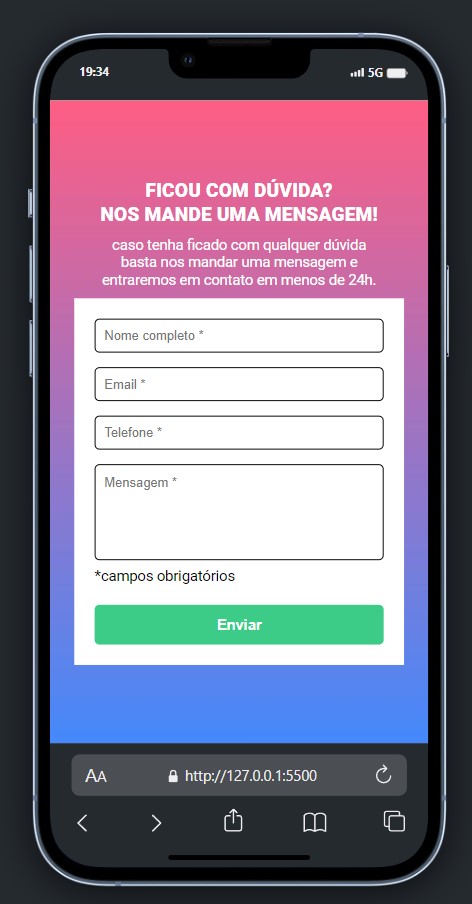 19:34
5G
FICOU COM DÚVIDA?
NOS MANDE UMA MENSAGEM!
caso tenha ficado com qualquer dúvida
basta nos mandar uma mensagem e
entraremos em contato em menos de 24h.
Nome completo *
Email *
Telefone *
Mensagem *
*campos obrigatórios
Enviar
AA
http://127.0.0.1:5500